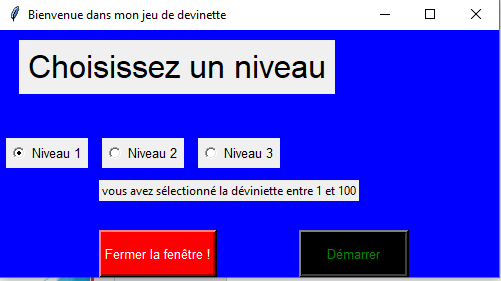 Bienvenue dans mon jeu de devinette
Choisissez un niveau
Niveau 1 Niveau 2 Niveau 3
vous avez sélectionné la déviniette entre 1 et 100
Fermer la fenêtre ! Démarrer